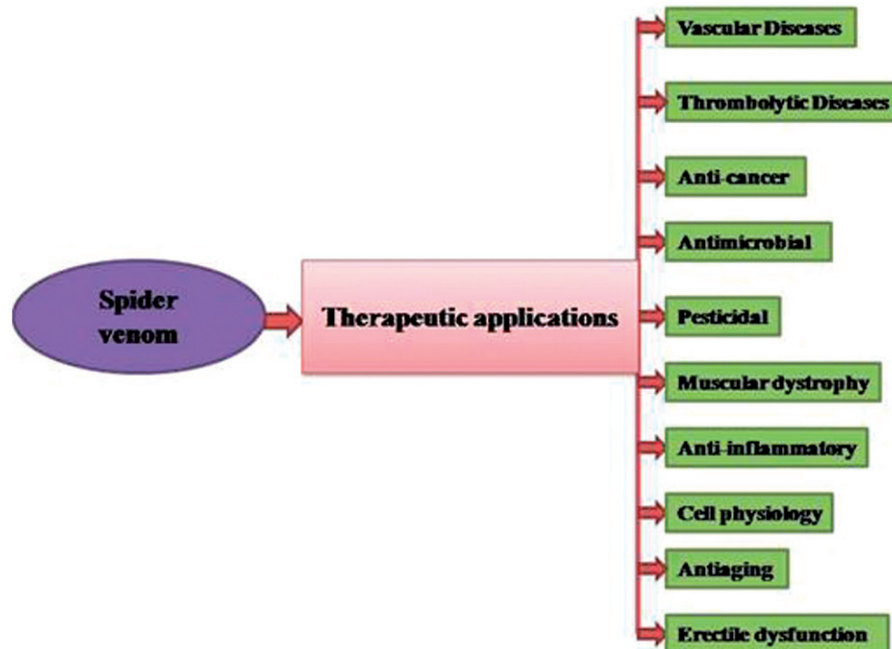 Spider
venom
Therapeutic applications
Vascular Diseases
Thrombolytic Diseases
Anti-cancer
Antimicrobial
Pesticidal
Muscular dystrophy
Anti-inflammatory
Cell physiology
Antiaging
Erectile dysfunction